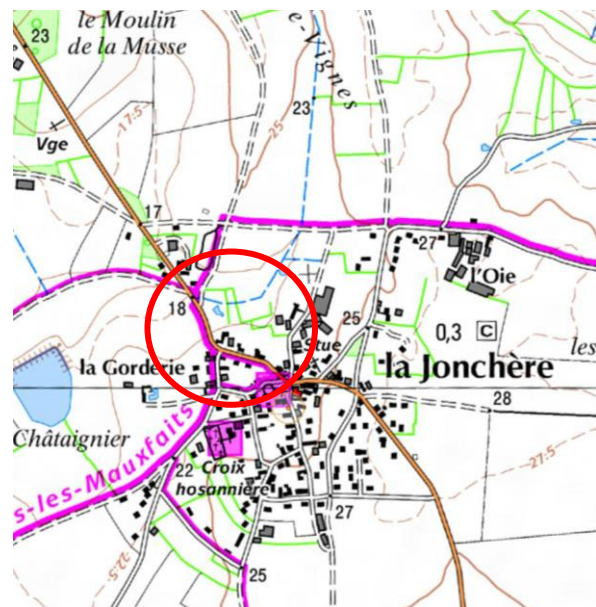 le Moulin
de la Musse
23
e-Vignes
23
17.5
25
Vge
17
27
l'Oie
18
25
0,3 C
Stue
les
la Gorderie
la Jonchère
28
Châtaignier
s-les-Mauxfaits
22
Croix
hosannière
27.5
27
22.5
25